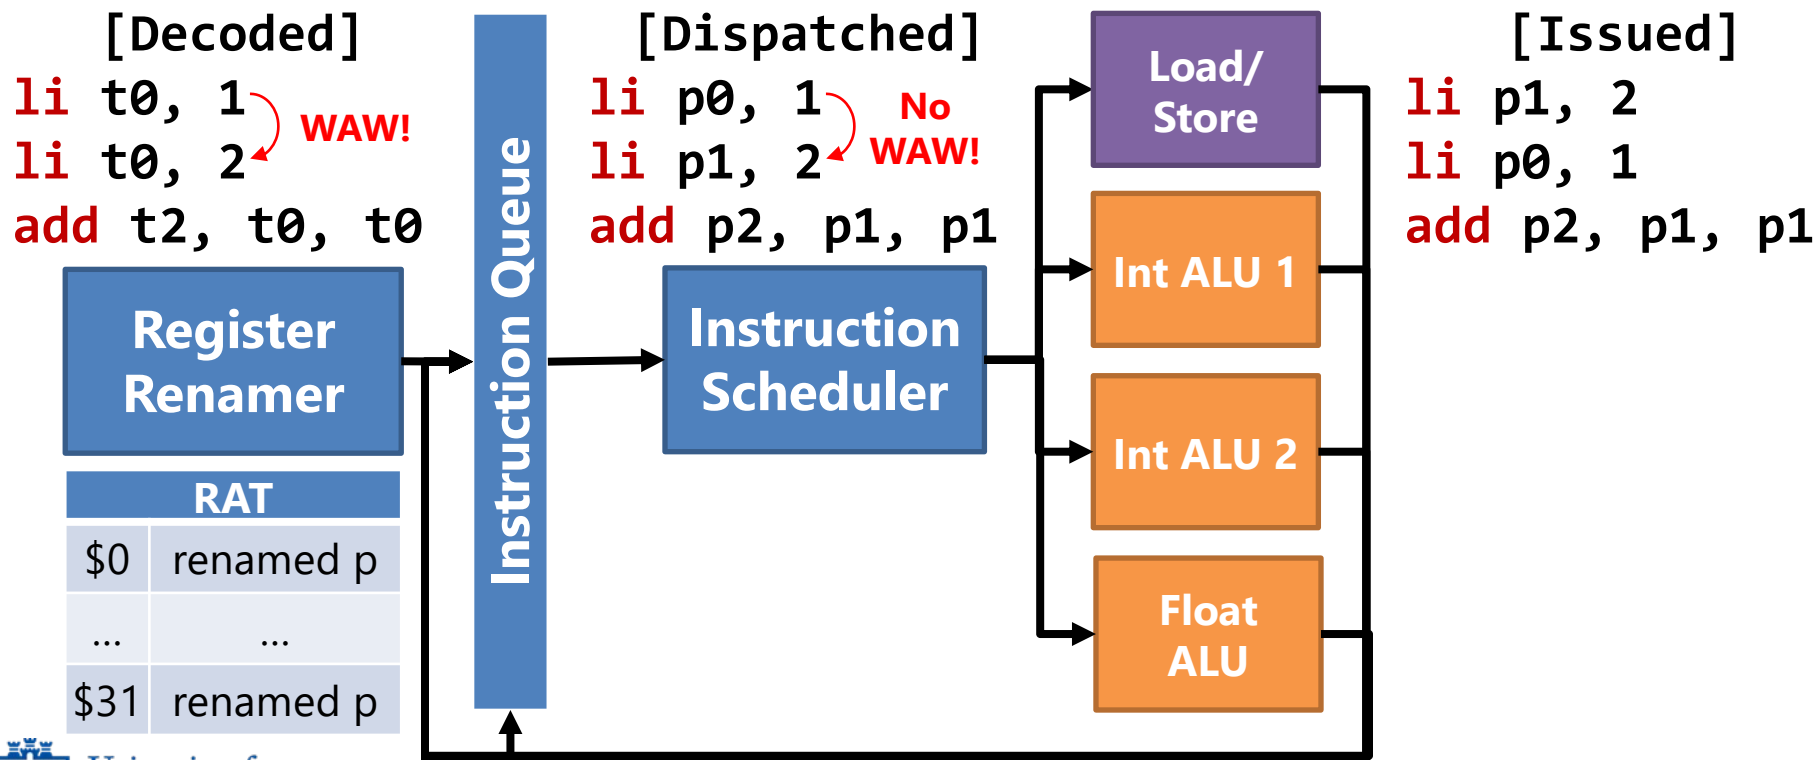 [Decoded]
li t0, 1
li t0, 2
add t2, t0, t0
WAW!
Register
Renamer
RAT
$0 renamed p
... ...
$31 renamed p
Instruction Queue
[Dispatched]
li p0, 1
li p1, 2
add p2, p1, p1
No
WAW!
Instruction
Scheduler
Load/
Store
Int ALU 1
Int ALU 2
Float
ALU
[Issued]
li p1, 2
li p0, 1
add p2, p1, p1